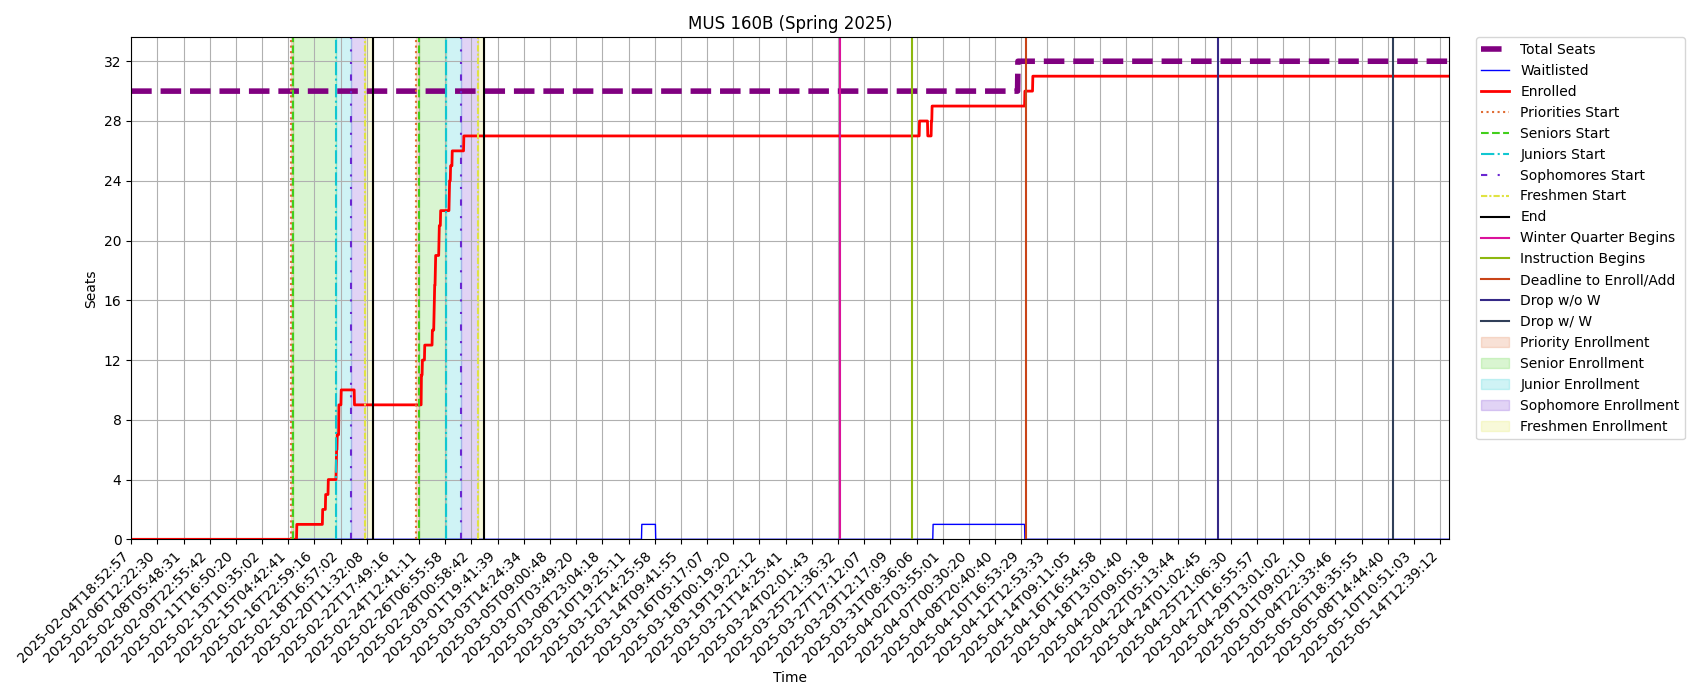 MUS 160B (Spring 2025)
Seats
32
28
24
20
16
12
8
4
0
2025-02-04T18:52:57
2025-02-06T12:22:30
2025-02-08T05:48:31
2025-02-09T22:55:42
2025-02-11T16:50:20
2025-02-13T10:35:02
2025-02-15T04:42:41
2025-02-16T22:59:16
2025-02-18T16:57:02
2025-02-20T11:32:08
2025-02-22T17:49:16
2025-02-24T12:41:11
2025-02-26T06:55:58
2025-02-28T00:58:42
2025-03-01T19:41:39
2025-03-03T14:24:34
2025-03-05T09:00:48
2025-03-07T03:49:20
2025-03-08T23:04:18
2025-03-10T19:25:11
2025-03-12T14:25:58
2025-03-14T09:41:55
2025-03-16T05:17:07
2025-03-18T00:19:20
2025-03-19T19:22:12
2025-03-21T14:25:41
2025-03-24T02:01:43
2025-03-25T21:36:32
2025-03-27T17:12:07
2025-03-29T12:17:09
2025-03-31T08:36:06
2025-04-02T03:55:01
2025-04-07T00:30:20
2025-04-08T20:40:40
2025-04-10T16:53:29
2025-04-12T12:53:33
2025-04-14T09:11:05
2025-04-16T16:54:58
2025-04-18T13:01:40
2025-04-20T09:05:18
2025-04-22T05:13:44
2025-04-24T01:02:45
2025-04-25T21:06:30
2025-04-27T16:55:57
2025-04-29T13:01:02
2025-05-01T09:02:10
2025-05-04T22:33:46
2025-05-06T18:35:55
2025-05-08T14:44:40
2025-05-10T10:51:03
2025-05-14T12:39:12
Time
Total Seats
Waitlisted
Enrolled
Priorities Start
Seniors Start
Juniors Start
Sophomores Start
Freshmen Start
End
Winter Quarter Begins
Instruction Begins
Deadline to Enroll/Add
Drop w/o W
Drop w/ W
Priority Enrollment
Senior Enrollment
Junior Enrollment
Sophomore Enrollment
Freshmen Enrollment